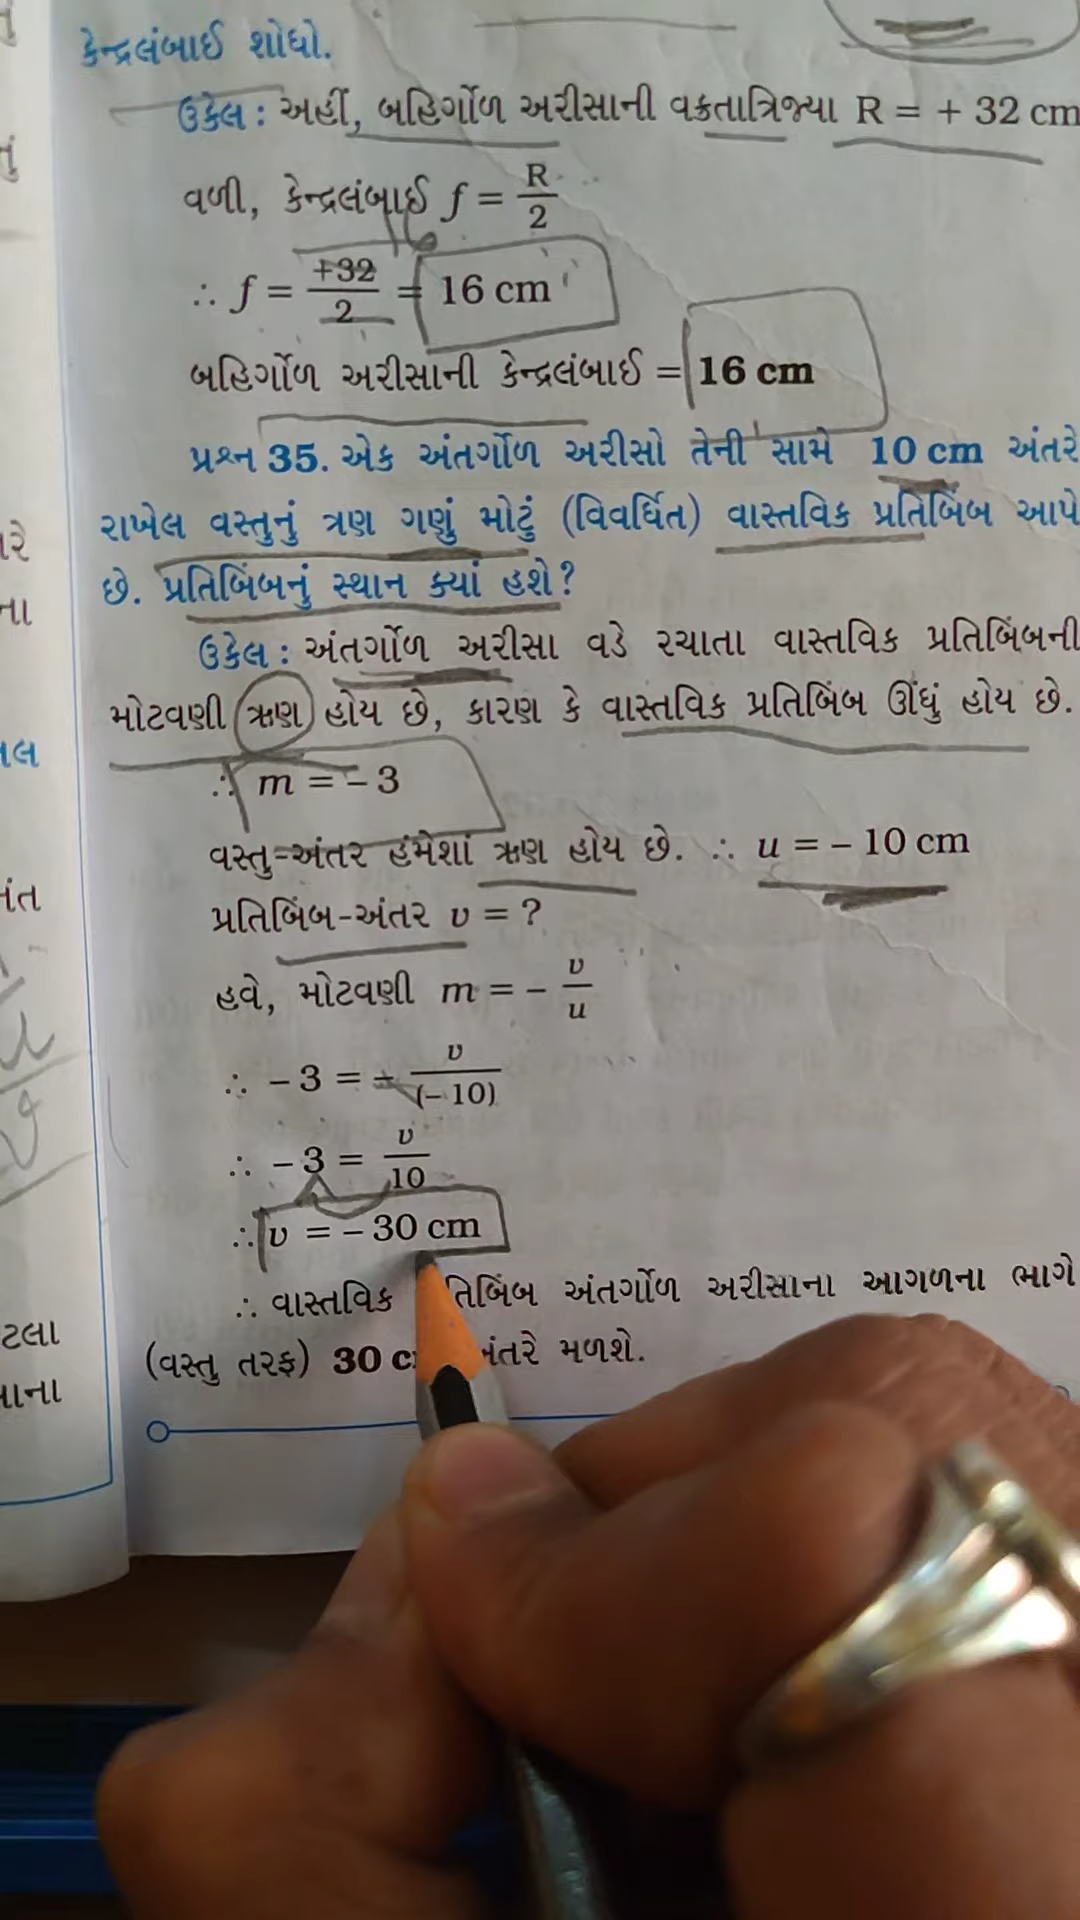 કેન્દ્રલંબાઈ શોધો.
ઉકેલ : અહીં, બહિર્ગોળ અરીસાની વક્રતાત્રિજ્યા R = + 32 cm
વળી, કેન્દ્રલંબાઈ f = R/2
16
∴ f = +32/2 = 16 cm
બહિર્ગોળ અરીસાની કેન્દ્રલંબાઈ = 16 cm
પ્રશ્ન 35. એક અંતર્ગોળ અરીસો તેની સામે 10 cm અંતરે
રાખેલ વસ્તુનું ત્રણ ગણું મોટું (વિવર્ધિત) વાસ્તવિક પ્રતિબિંબ આપે
છે. પ્રતિબિંબનું સ્થાન ક્યાં હશે?
ઉકેલ : અંતર્ગોળ અરીસા વડે રચાતા વાસ્તવિક પ્રતિબિંબની
મોટવણી ઋણ હોય છે, કારણ કે વાસ્તવિક પ્રતિબિંબ ઊંધું હોય છે.
∴ m = – 3
વસ્તુ-અંતર હંમેશાં ઋણ હોય છે. ∴ u = – 10 cm
પ્રતિબિંબ-અંતર v = ?
હવે, મોટવણી m = – v/u
∴ – 3 = – v/(– 10)
∴ – 3 = v/10
∴ v = – 30 cm
∴ વાસ્તવિક અંતર્ગોળ અરીસાના આગળના ભાગે
(વસ્તુ તરફ) 30 મળશે.